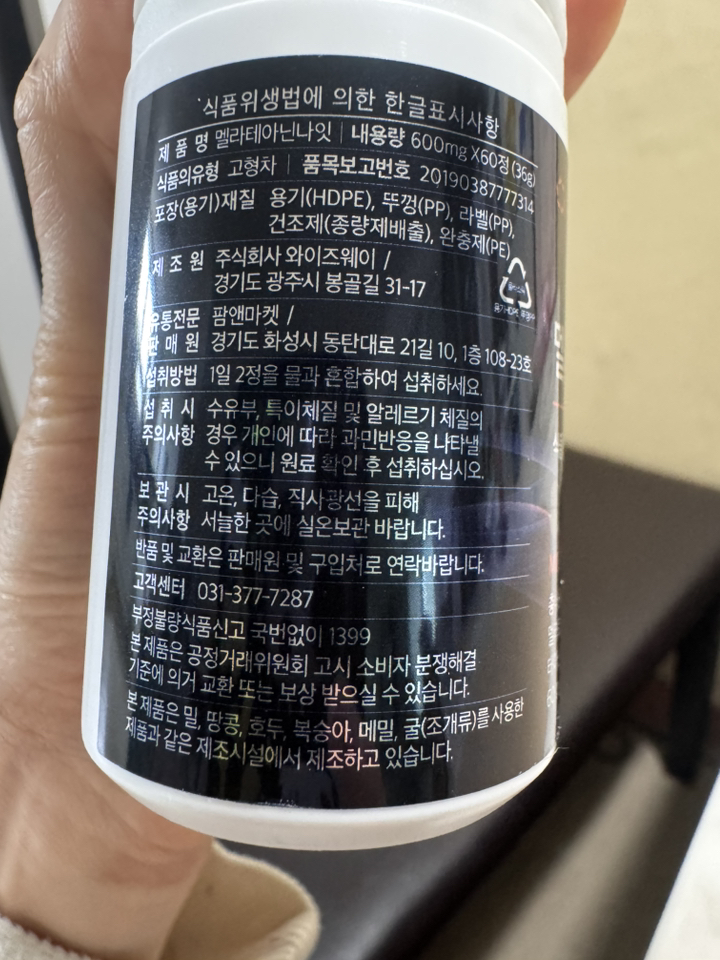 식품위생법에 의한 한글표시사항
제 품 명 멜라테아닌나잇 | 내용량 600mg X60정 (36g)
식품의유형 고형차 | 품목보고번호 20190387777314
포장(용기)재질 용기(HDPE), 뚜껑(PP), 라벨(PP),
건조제(종량제배출), 완충제(PE)
제 조 원 주식회사 와이즈웨이 /
경기도 광주시 봉골길 31-17
유통전문 팜앤마켓 /
판 매 원 경기도 화성시 동탄대로 21길 10, 1층 108-23호
섭취방법 1일 2정을 물과 혼합하여 섭취하세요.
섭 취 시 수유부, 특이체질 및 알레르기 체질의
주의사항 경우 개인에 따라 과민반응을 나타낼
수 있으니 원료 확인 후 섭취하십시오.
보 관 시 고온, 다습, 직사광선을 피해
주의사항 서늘한 곳에 실온보관 바랍니다.
반품 및 교환은 판매원 및 구입처로 연락바랍니다.
고객센터 031-377-7287
부정불량식품신고 국번없이 1399
본 제품은 공정거래위원회 고시 소비자 분쟁해결
기준에 의거 교환 또는 보상 받으실 수 있습니다.
본 제품은 밀, 땅콩, 호두, 복숭아, 메밀, 굴(조개류)를 사용한
제품과 같은 제조시설에서 제조하고 있습니다.